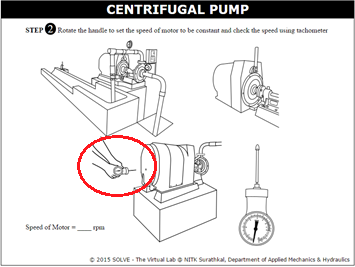 CENTRIFUGAL PUMP
STEP 2 Rotate the handle to set the speed of motor to be constant and check the speed using tachometer
Speed of Motor = ____ rpm
© 2015 SOLVE - The Virtual Lab @ NITK Surathkal, Department of Applied Mechanics & Hydraulics